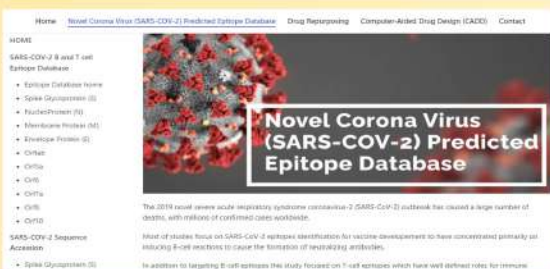 Home Novel Corona Virus (SARS-COV-2) Predicted Epitope Database Drug Repurposing Computer-Aided Drug Design (CADD) Contact
HOME
SARS-COV-2 B and T cell
Epitope Database
Epitope Database home
Spike Glycoprotein (S)
NucleoProtein (N)
Membrane Protein (M)
Envelope Protein (E)
Orf3a
Orf6
Orf7a
Orf8
Orf10
SARS-COV-2 Sequence
Accession
Spike Glycoprotein (S)
Novel Corona Virus
(SARS-COV-2) Predicted
Epitope Database
The 2019 novel severe acute respiratory syndrome coronavirus-2 (SARS-CoV-2) outbreak has caused a large number of
deaths, with millions of confirmed cases worldwide.
Most of studies focus on SARS-CoV-2 epitopes identification for vaccine developement to have concentrated primarily on
inducing B-cell reactions to cause the formation of neutralizing antibodies.
In addition to targeting B-cell epitopes this study focused on T-cell epitopes which have well defined roles for immune